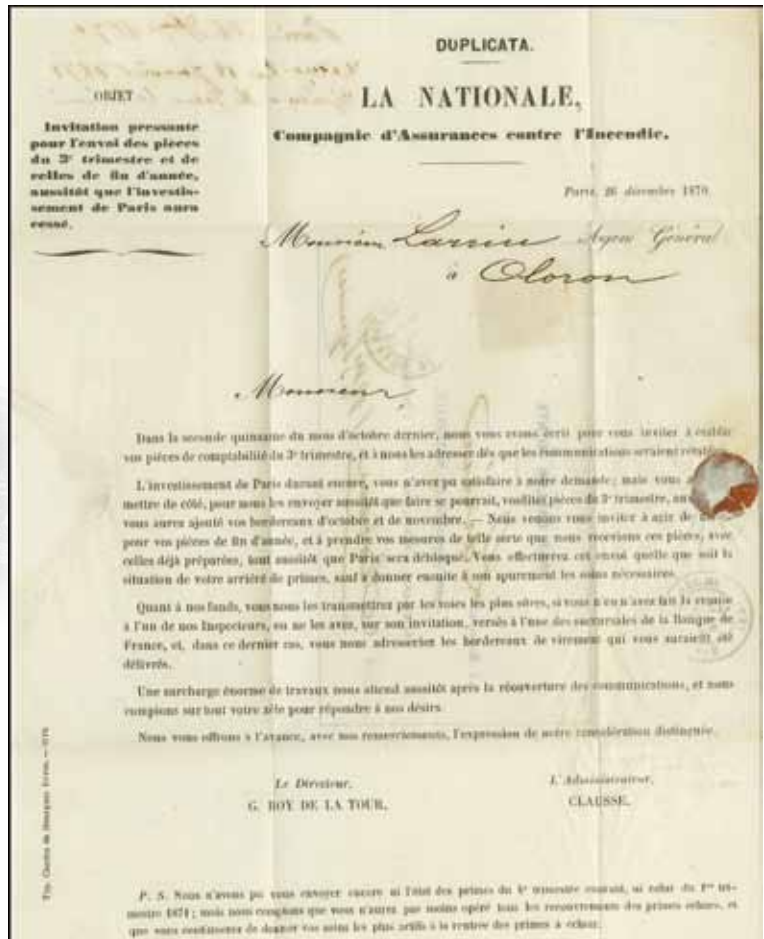 DUPLICATA.
OBJET
Invitation pressante
pour l'envoi des pièces
du 3e trimestre et de
celles de fin d'année,
aussitôt que l'investis-
sement de Paris aura
cessé.
LA NATIONALE,
Compagnie d'Assurances contre l'Incendie.
Paris, 26 décembre 1870.
Monsieur Agent Général
à Oloron
Monsieur,
Dans la seconde quinzaine du mois d'octobre dernier, nous vous avons écrit pour vous inviter à établir
vos pièces de comptabilité du 3e trimestre, et à nous les adresser dès que les communications seraient
L'investissement de Paris durant encore, vous n'avez pu satisfaire à notre demande; mais vous
mettre de côté, pour nous les envoyer aussitôt que faire se pourrait, vosdites pièces du 3e trimestre,
vous aurez ajouté vos bordereaux d'octobre et de novembre. — Nous venons vous inviter à agir de
pour vos pièces de fin d'année, et à prendre vos mesures de telle sorte que nous recevions ces pièces, avec
celles déjà préparées, tout aussitôt que Paris sera débloqué. Vous effectuerez cet envoi quelle que soit la
situation de votre arriéré de primes, sauf à donner ensuite à son apurement les soins nécessaires.
Quant à nos fonds, vous nous les transmettrez par les voies les plus sûres, si vous n'en n'avez fait la remise
à l'un de nos Inspecteurs, ou ne les avez, sur son invitation, versés à l'une des succursales de la Banque de
France, et, dans ce dernier cas, vous nous adresseriez les bordereaux de virement qui vous auraient été
délivrés.
Une surcharge énorme de travaux nous attend aussitôt après la réouverture des communications, et nous
comptons sur tout votre zèle pour répondre à nos désirs.
Nous vous offrons à l'avance, avec nos remerciements, l'expression de notre considération distinguée.
Le Directeur,
G. ROY DE LA TOUR.
L'Administrateur,
CLAUSSE.
P. S. Nous n'avons pu vous envoyer encore ni l'état des primes du 4e trimestre courant, ni celui du 1er tri-
mestre 1871; mais nous comptons que vous n'aurez pas moins opéré tous les recouvrements des primes échues, et
que vous continuerez de donner vos soins les plus actifs à la rentrée des primes à échoir.